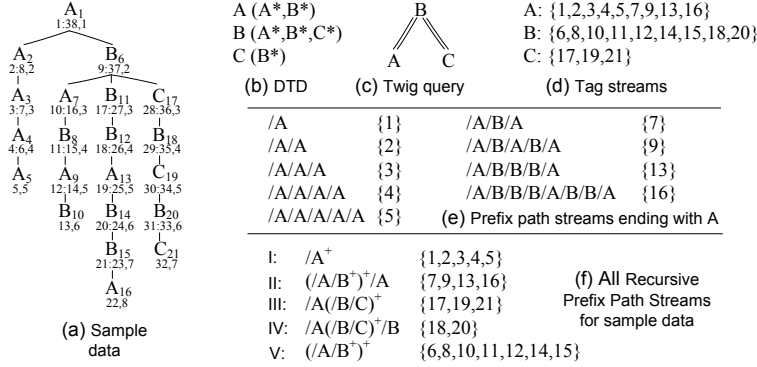 A1
1:38,1
A2 B6
2:8,2 9:37,2
A3 A7 B11 C17
3:7,3 10:16,3 17:27,3 28:36,3
A4 B8 B12 B18
4:6,4 11:15,4 18:26,4 29:35,4
A5 A9 A13 C19
5,5 12:14,5 19:25,5 30:34,5
B10 B14 B20
13,6 20:24,6 31:33,6
B15 C21
21:23,7 32,7
A16
22,8
(a) Sample
data
A (A*,B*)
B (A*,B*,C*)
C (B*)
(b) DTD
B
A C
(c) Twig query
A: {1,2,3,4,5,7,9,13,16}
B: {6,8,10,11,12,14,15,18,20}
C: {17,19,21}
(d) Tag streams
/A {1} /A/B/A {7}
/A/A {2} /A/B/A/B/A {9}
/A/A/A {3} /A/B/B/B/A {13}
/A/A/A/A {4} /A/B/B/B/A/B/B/A {16}
/A/A/A/A/A {5} (e) Prefix path streams ending with A
I: /A+ {1,2,3,4,5}
II: (/A/B+)+/A {7,9,13,16}
III: /A(/B/C)+ {17,19,21}
IV: /A(/B/C)+/B {18,20}
V: (/A/B+)+ {6,8,10,11,12,14,15}
(f) All Recursive
Prefix Path Streams
for sample data